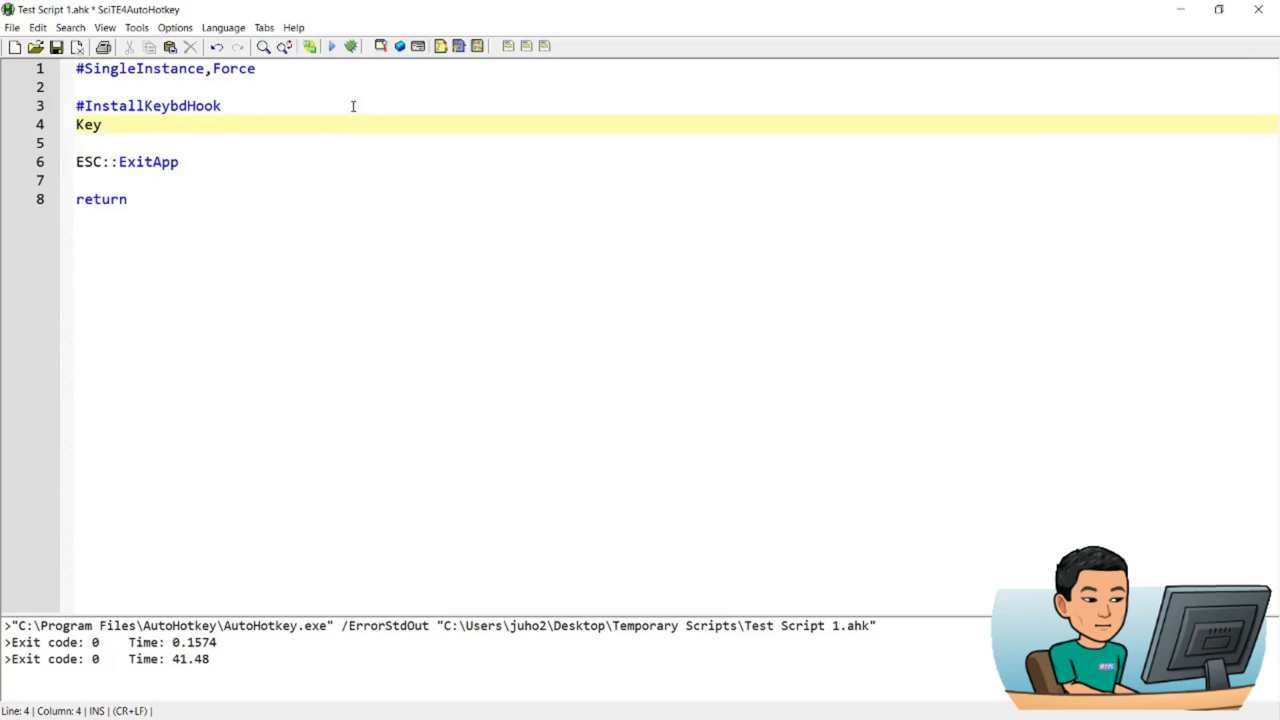 Test Script 1.ahk * SciTE4AutoHotkey
File Edit Search View Tools Options Language Tabs Help
1 #SingleInstance,Force
2
3 #InstallKeybdHook
4 Key
5
6 ESC::ExitApp
7
8 return
>"C:\Program Files\AutoHotkey\AutoHotkey.exe" /ErrorStdOut "C:\Users\juho2\Desktop\Temporary Scripts\Test Script 1.ahk"
>Exit code: 0 Time: 0.1574
>Exit code: 0 Time: 41.48
Line: 4 | Column: 4 | INS | (CR+LF) |